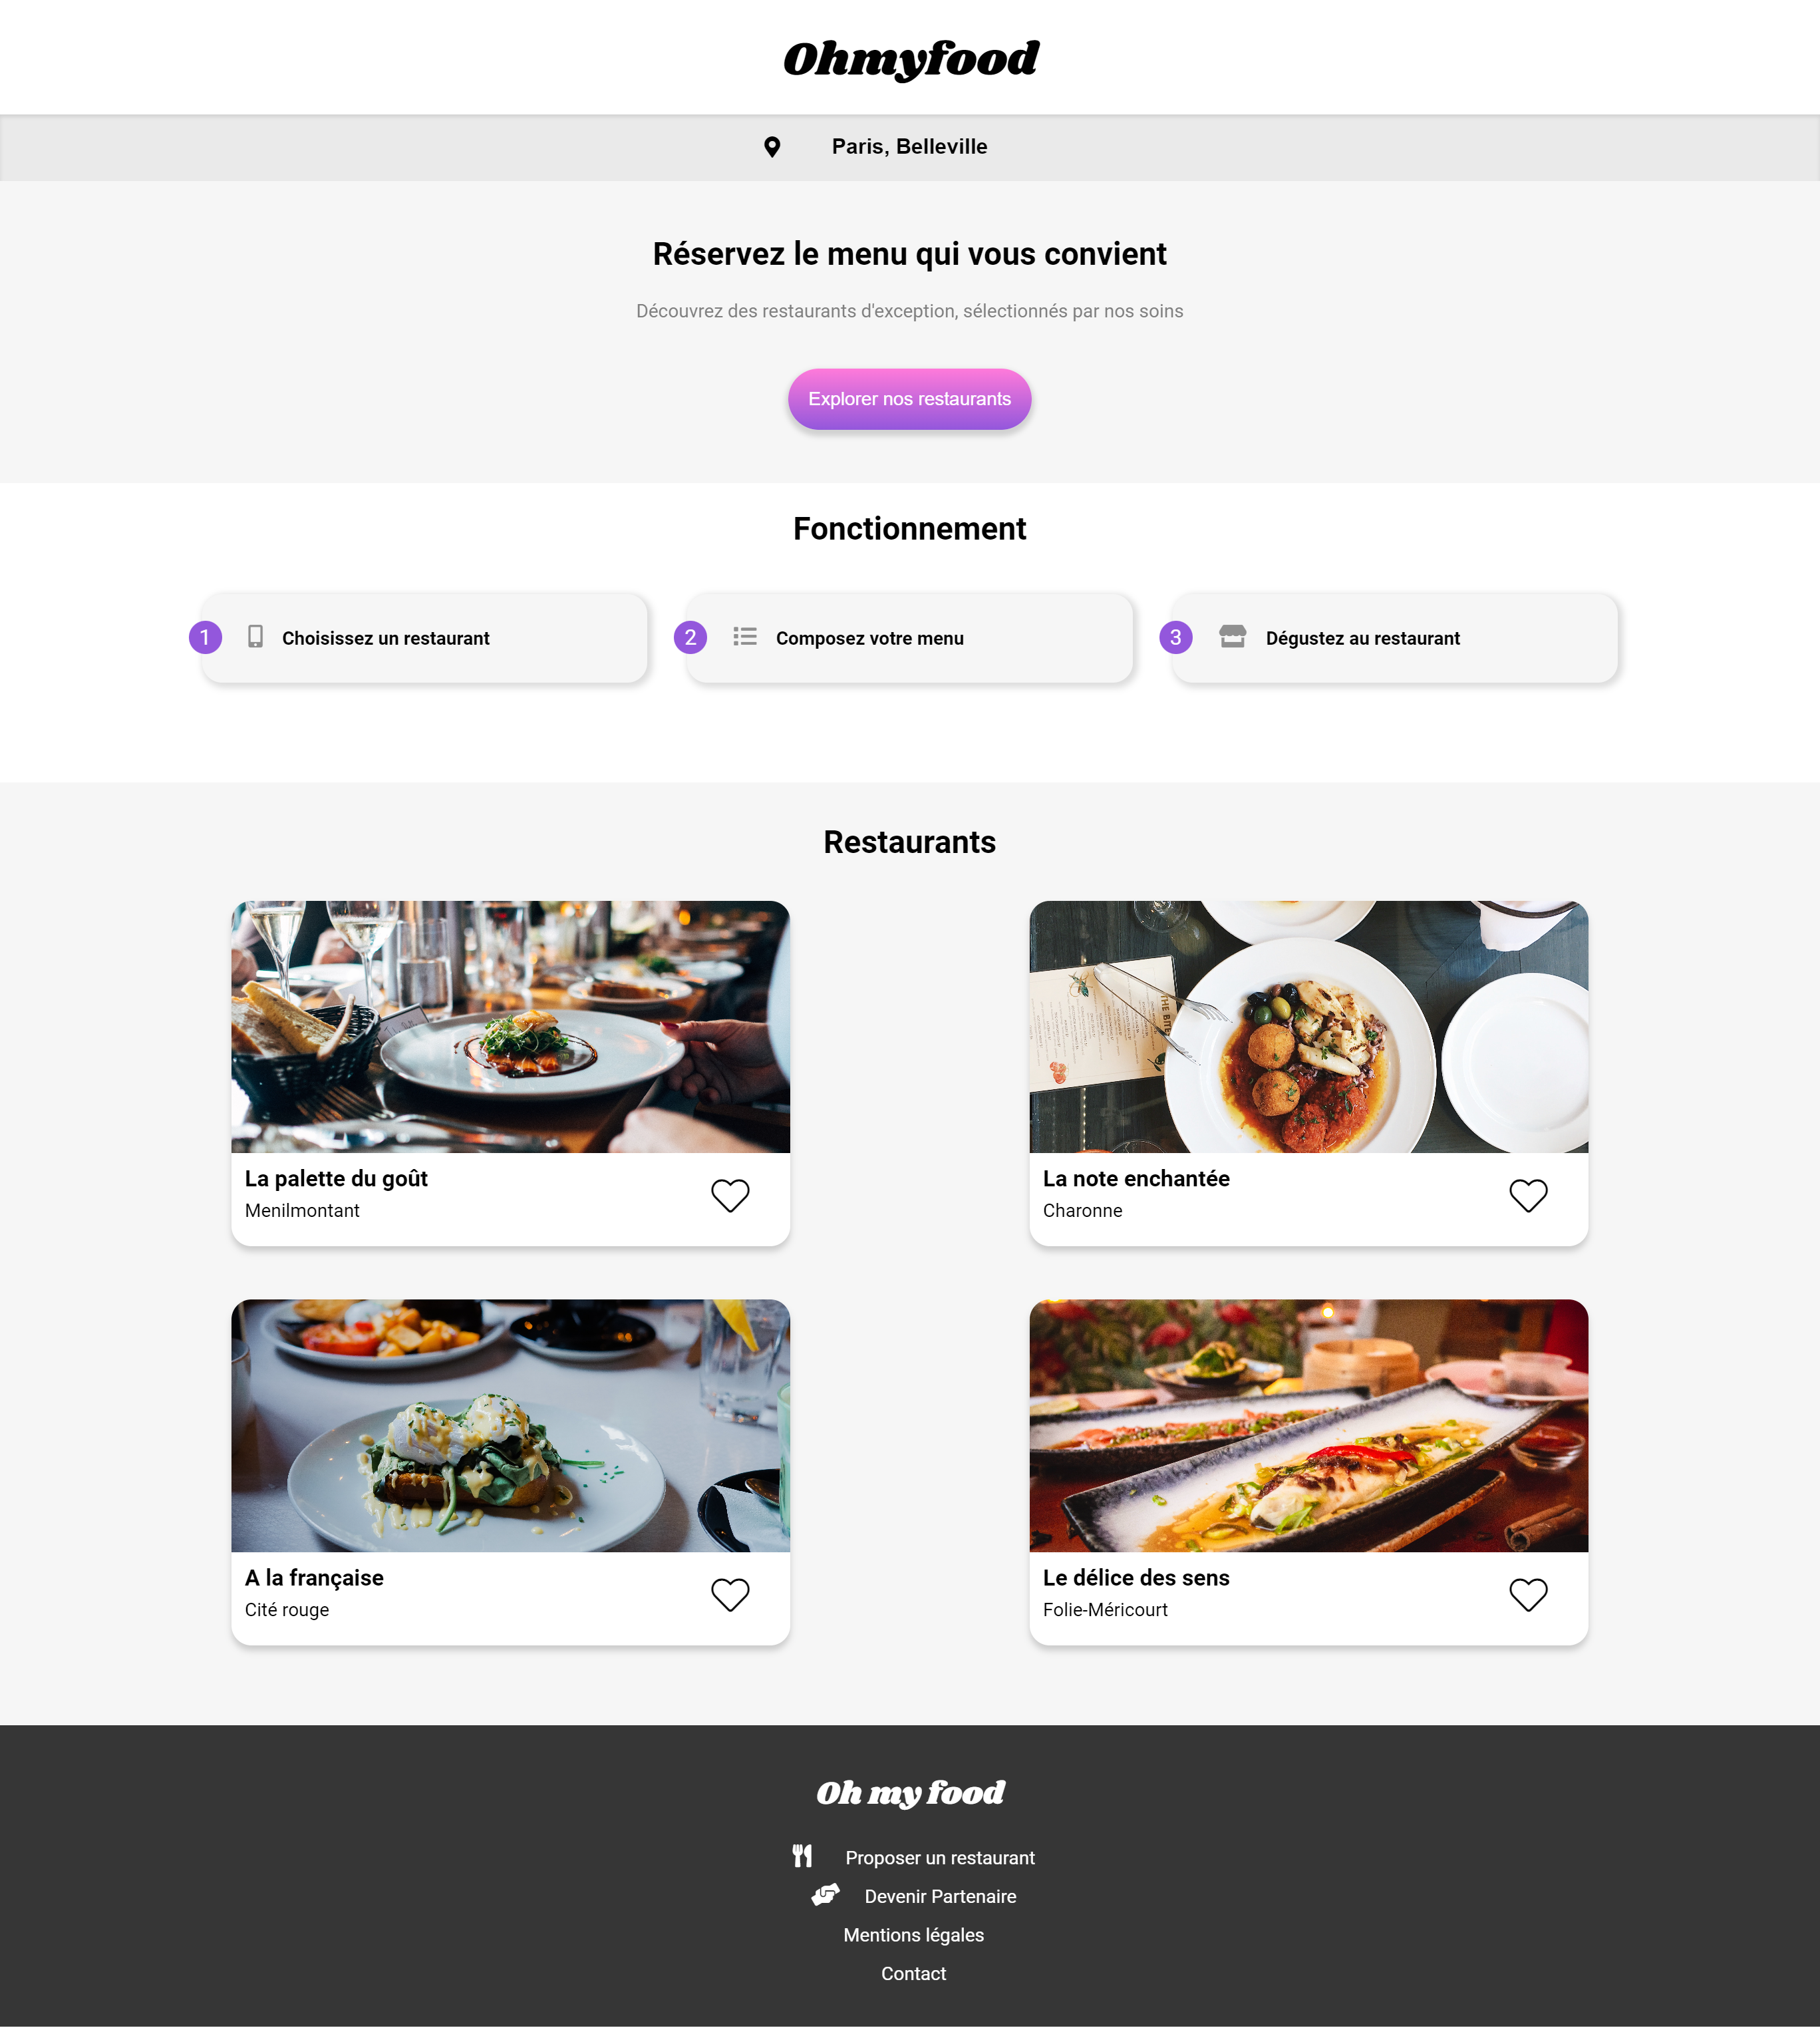 Ohmyfood
Paris, Belleville
Réservez le menu qui vous convient
Découvrez des restaurants d'exception, sélectionnés par nos soins
Explorer nos restaurants
Fonctionnement
1 Choisissez un restaurant
2 Composez votre menu
3 Dégustez au restaurant
Restaurants
THE BITE
La palette du goût
Menilmontant
La note enchantée
Charonne
A la française
Cité rouge
Le délice des sens
Folie-Méricourt
Oh my food
Proposer un restaurant
Devenir Partenaire
Mentions légales
Contact